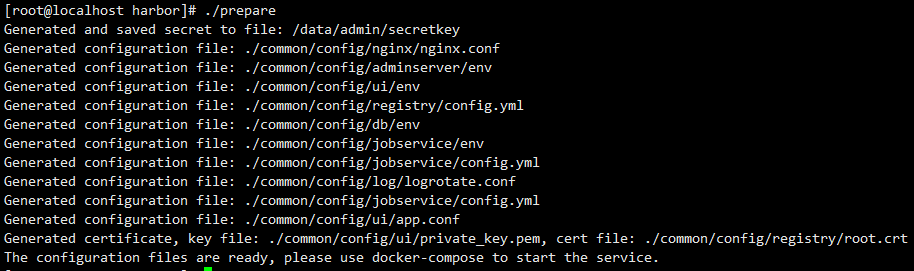 [root@localhost harbor]# ./prepare
Generated and saved secret to file: /data/admin/secretkey
Generated configuration file: ./common/config/nginx/nginx.conf
Generated configuration file: ./common/config/adminserver/env
Generated configuration file: ./common/config/ui/env
Generated configuration file: ./common/config/registry/config.yml
Generated configuration file: ./common/config/db/env
Generated configuration file: ./common/config/jobservice/env
Generated configuration file: ./common/config/jobservice/config.yml
Generated configuration file: ./common/config/log/logrotate.conf
Generated configuration file: ./common/config/jobservice/config.yml
Generated configuration file: ./common/config/ui/app.conf
Generated certificate, key file: ./common/config/ui/private_key.pem, cert file: ./common/config/registry/root.crt
The configuration files are ready, please use docker-compose to start the service.